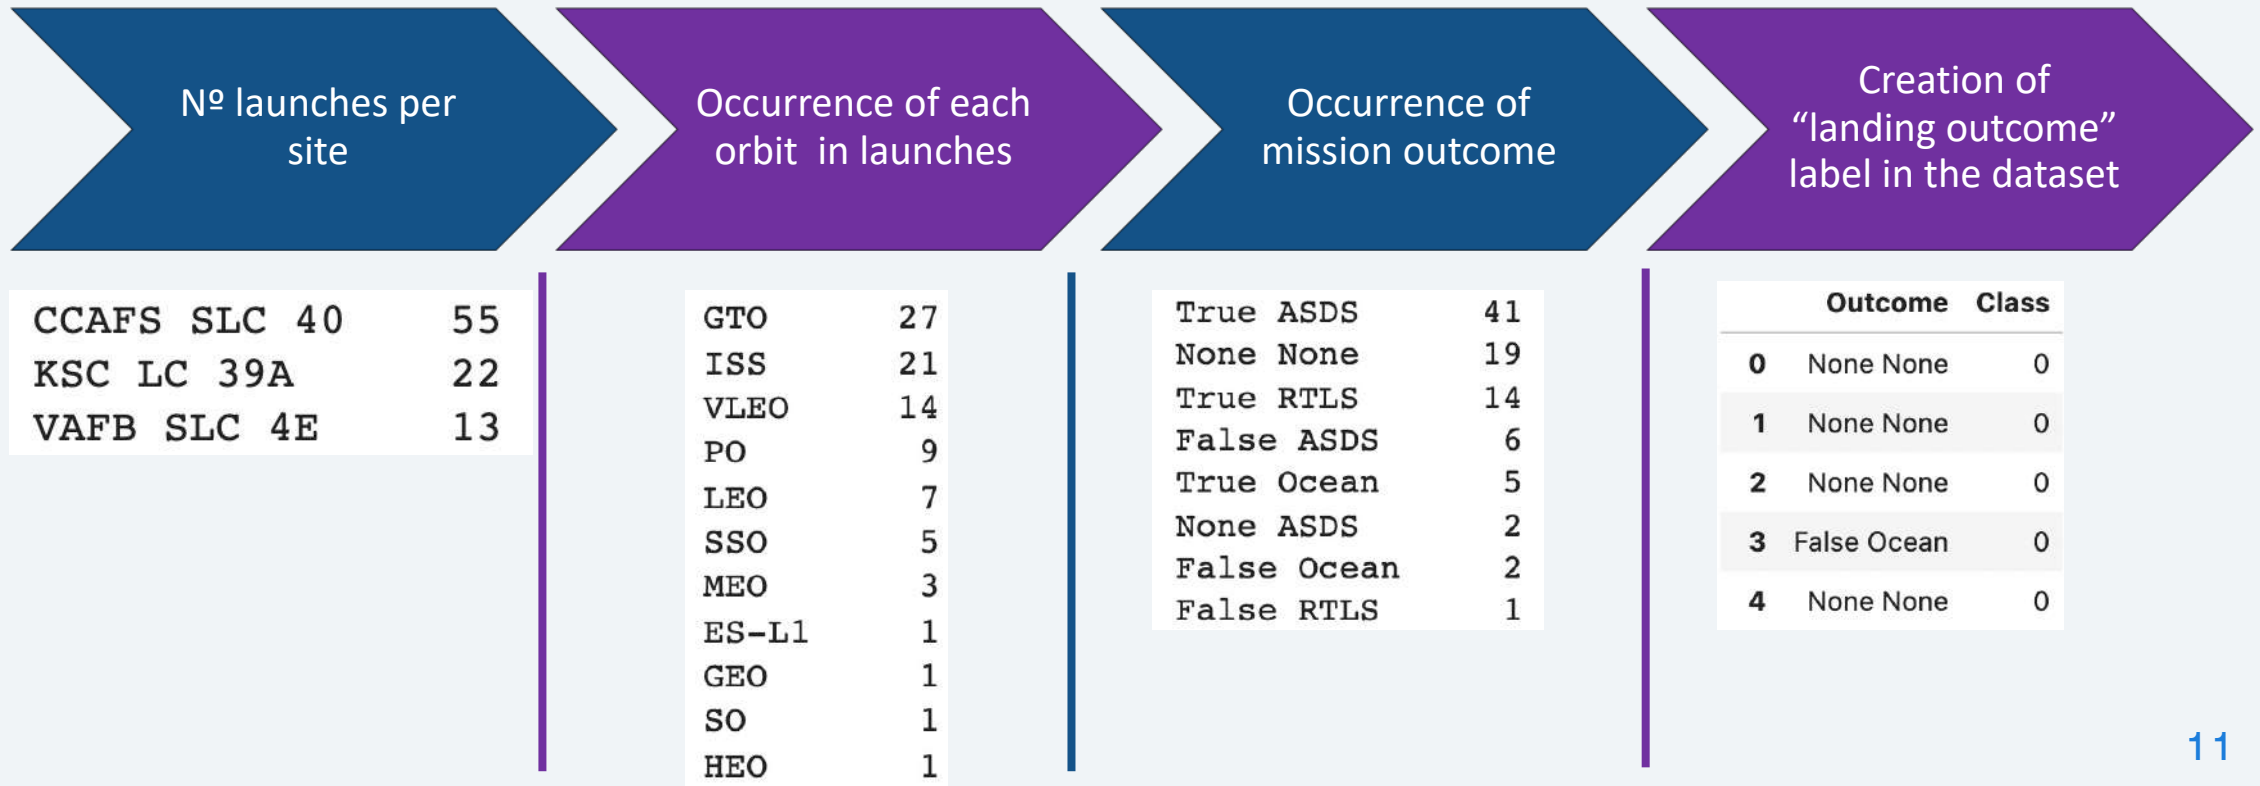 Nº launches per
site
Occurrence of each
orbit in launches
Occurrence of
mission outcome
Creation of
“landing outcome”
label in the dataset
CCAFS SLC 40 55
KSC LC 39A 22
VAFB SLC 4E 13
GTO 27
ISS 21
VLEO 14
PO 9
LEO 7
SSO 5
MEO 3
ES-L1 1
GEO 1
SO 1
HEO 1
True ASDS 41
None None 19
True RTLS 14
False ASDS 6
True Ocean 5
None ASDS 2
False Ocean 2
False RTLS 1
Outcome Class
0 None None 0
1 None None 0
2 None None 0
3 False Ocean 0
4 None None 0
11